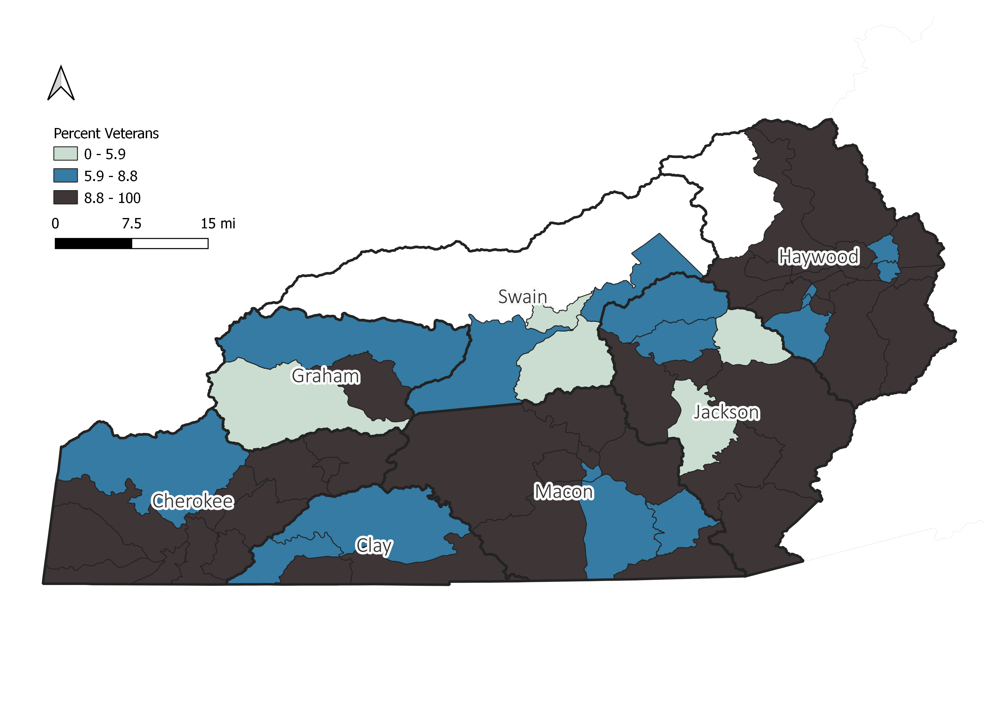 Percent Veterans
0 - 5.9
5.9 - 8.8
8.8 - 100
0 7.5 15 mi
Haywood
Swain
Graham
Jackson
Macon
Cherokee
Clay